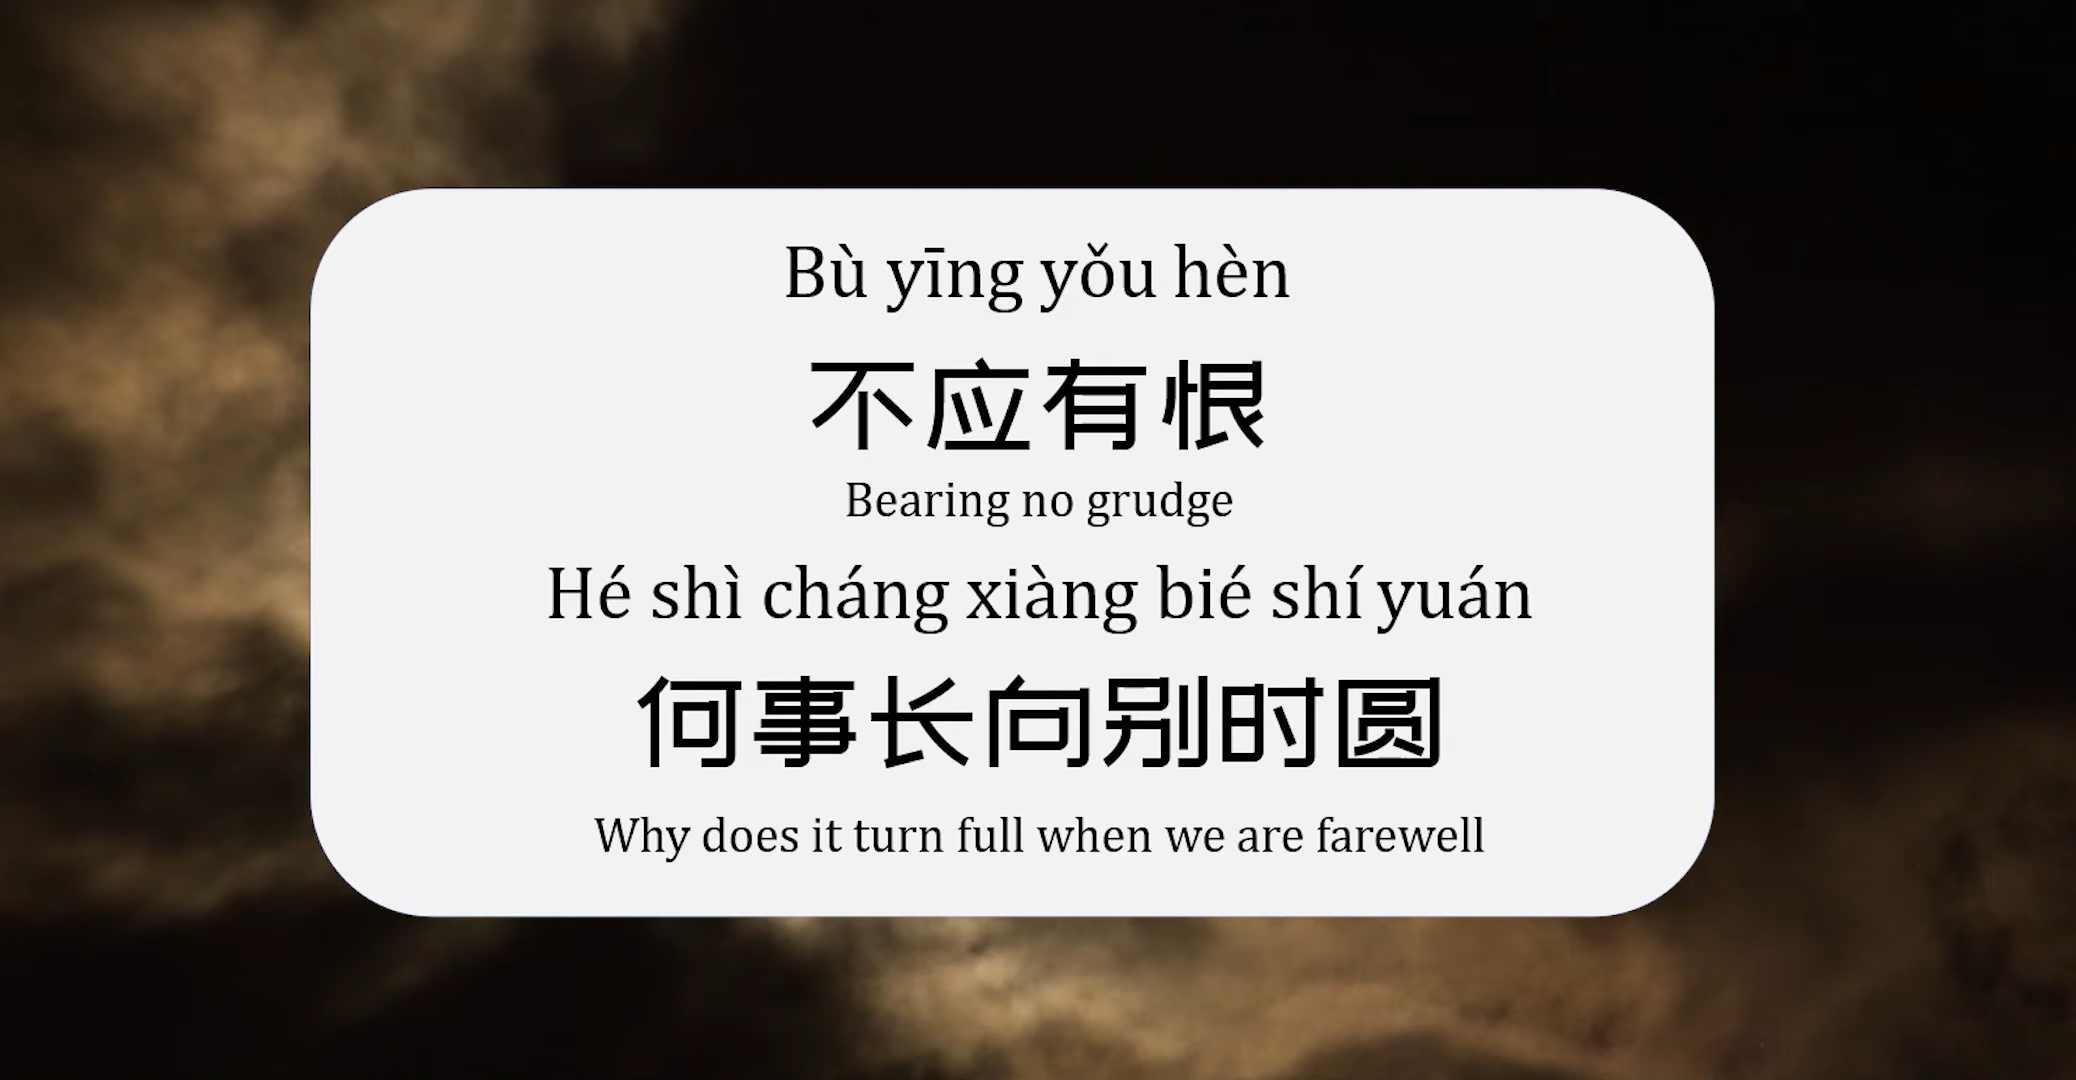 Bù yīng yǒu hèn
不应有恨
Bearing no grudge
Hé shì cháng xiàng bié shí yuán
何事长向别时圆
Why does it turn full when we are farewell